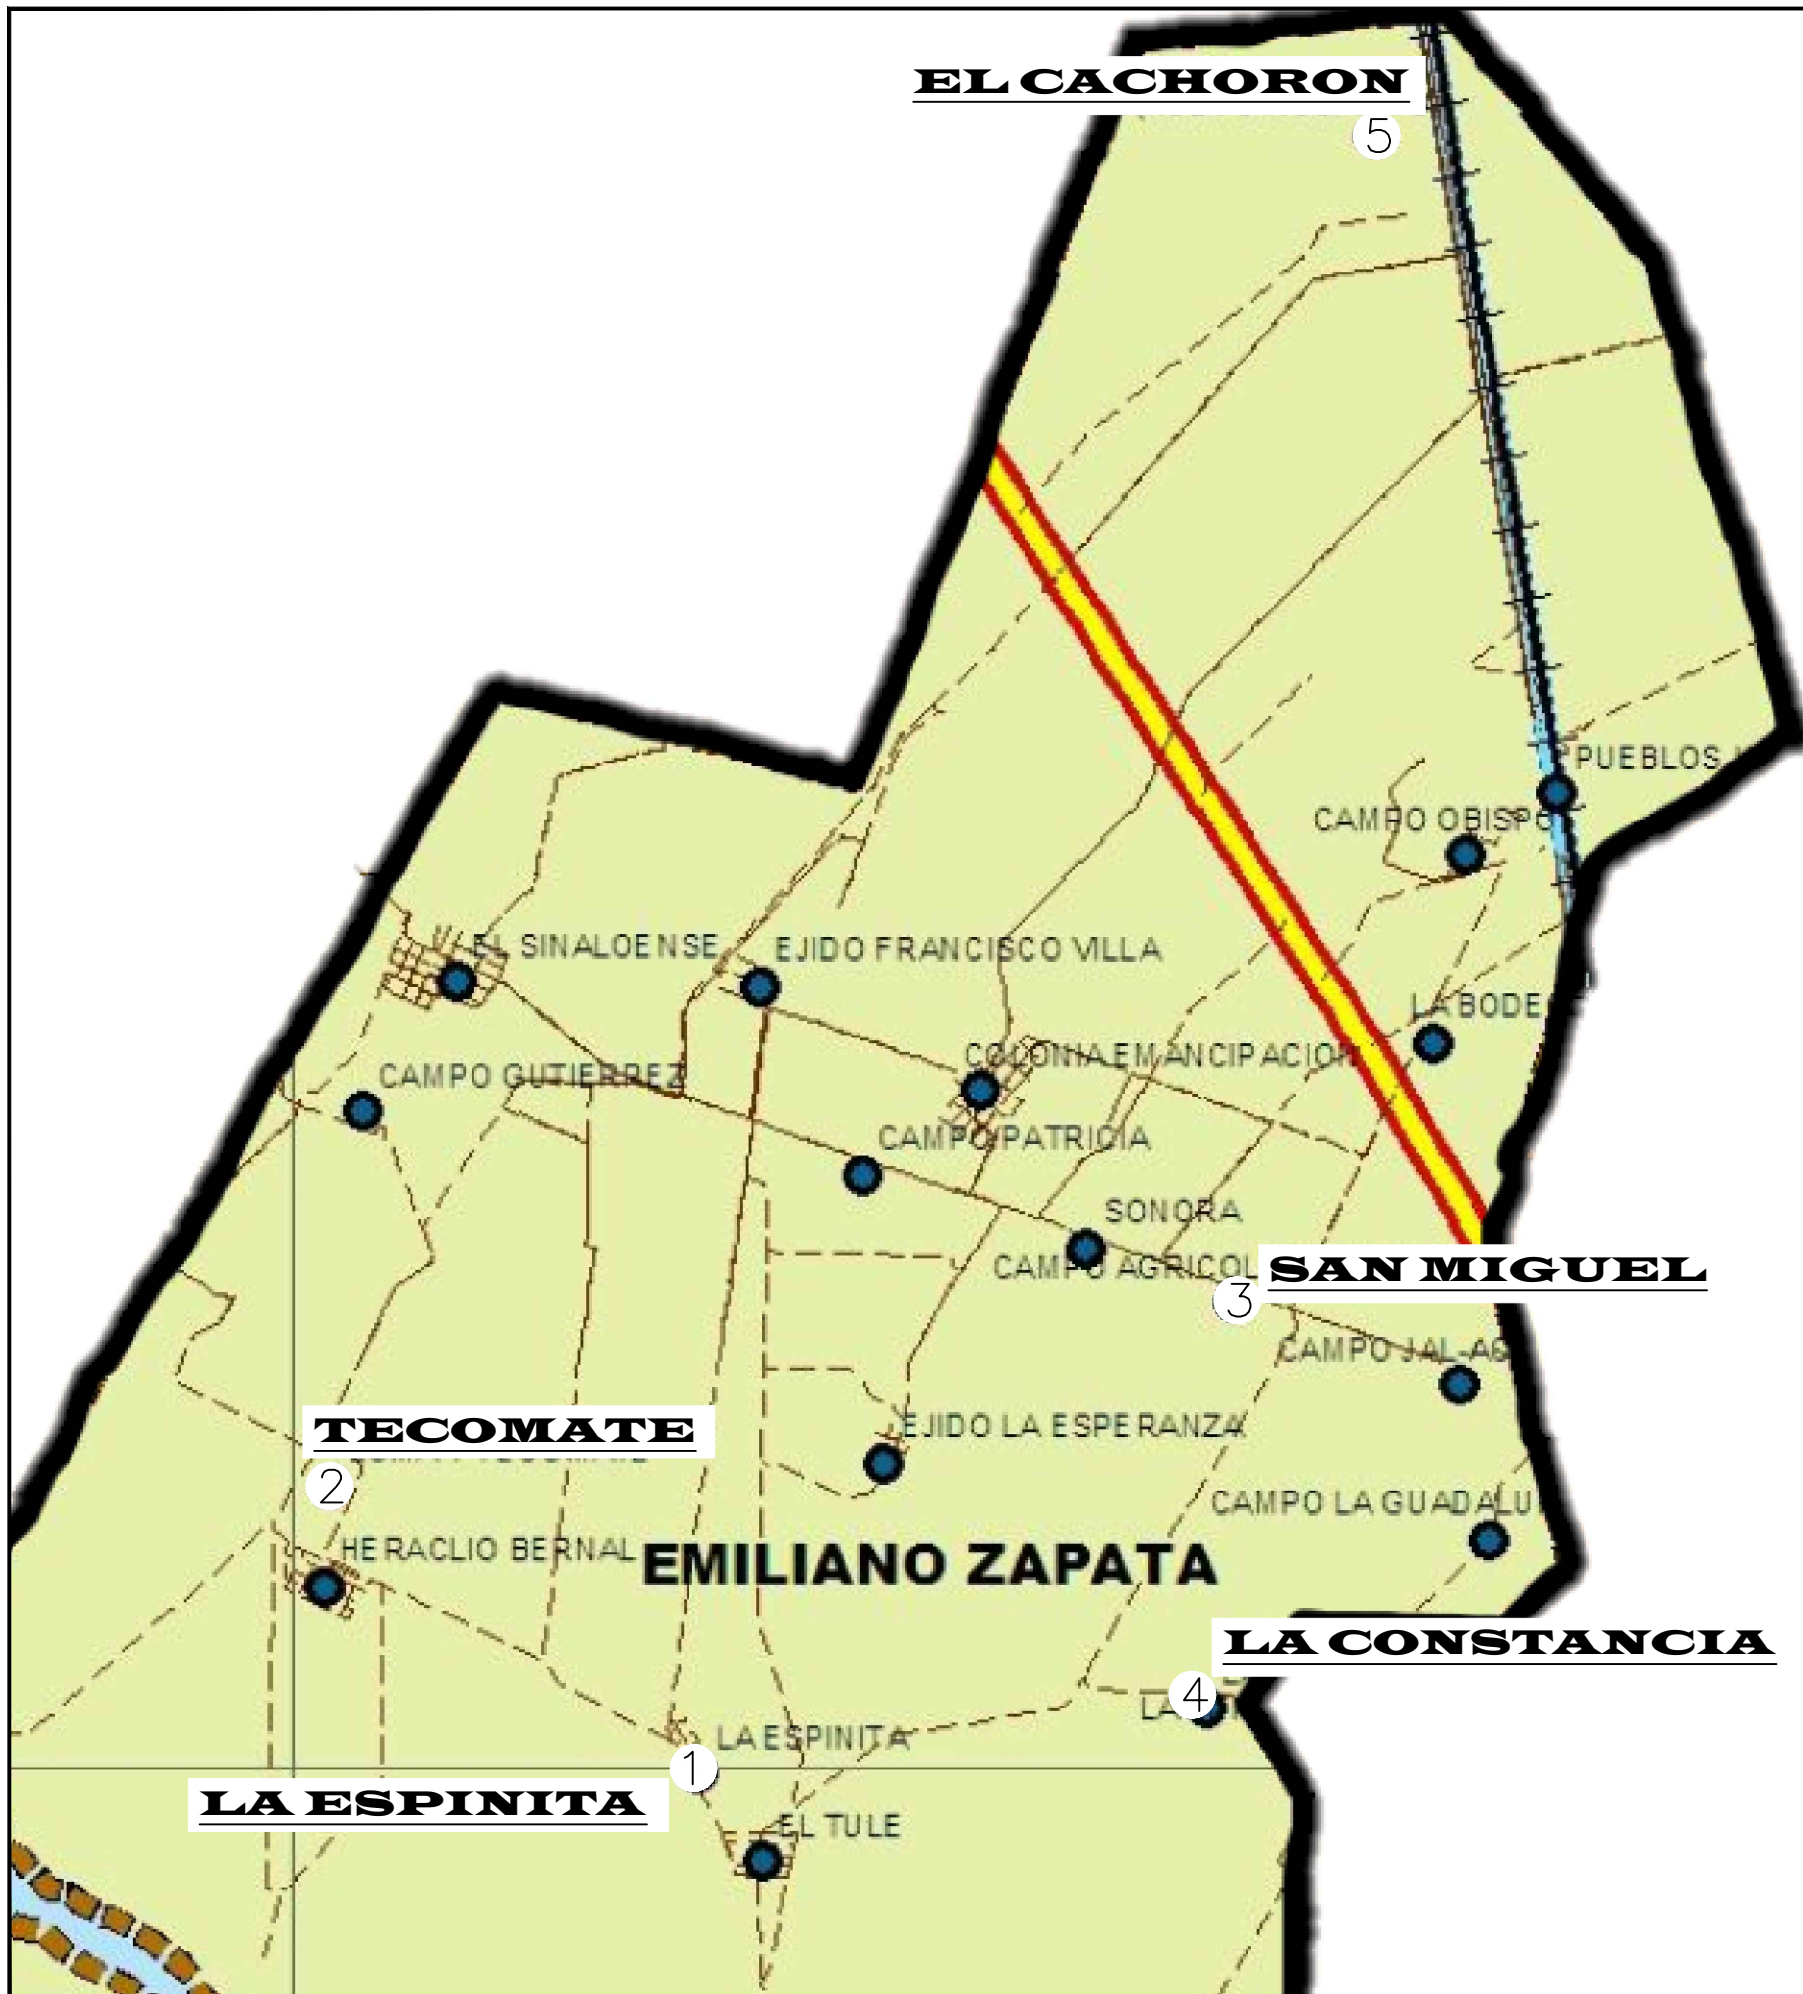 EL CACHORON
5
PUEBLOS
CAMPO OBISPO
EL SINALOENSE
EJIDO FRANCISCO VILLA
LA BODE
COLONIA EMANCIPACION
CAMPO GUTIERREZ
CAMPO PATRICIA
SONORA
CAMPO AGRICOL
SAN MIGUEL
3
CAMPO JAL-AG
TECOMATE
EJIDO LA ESPERANZA
2
CAMPO LA GUADALU
HERACLIO BERNAL
EMILIANO ZAPATA
LA CONSTANCIA
4
LA
LA ESPINITA
1
LA ESPINITA
EL TULE